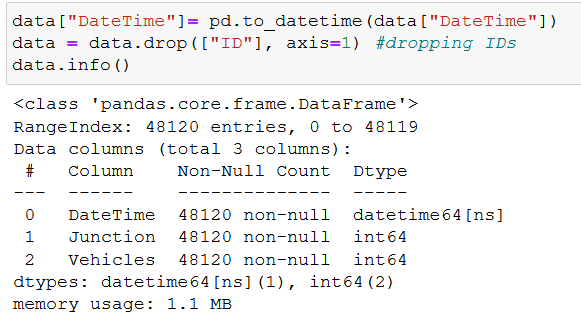 data["DateTime"]= pd.to_datetime(data["DateTime"])
data = data.drop(["ID"], axis=1) #dropping IDs
data.info()
<class 'pandas.core.frame.DataFrame'>
RangeIndex: 48120 entries, 0 to 48119
Data columns (total 3 columns):
 #   Column    Non-Null Count  Dtype
---  ------    --------------  -----
 0   DateTime  48120 non-null  datetime64[ns]
 1   Junction  48120 non-null  int64
 2   Vehicles  48120 non-null  int64
dtypes: datetime64[ns](1), int64(2)
memory usage: 1.1 MB